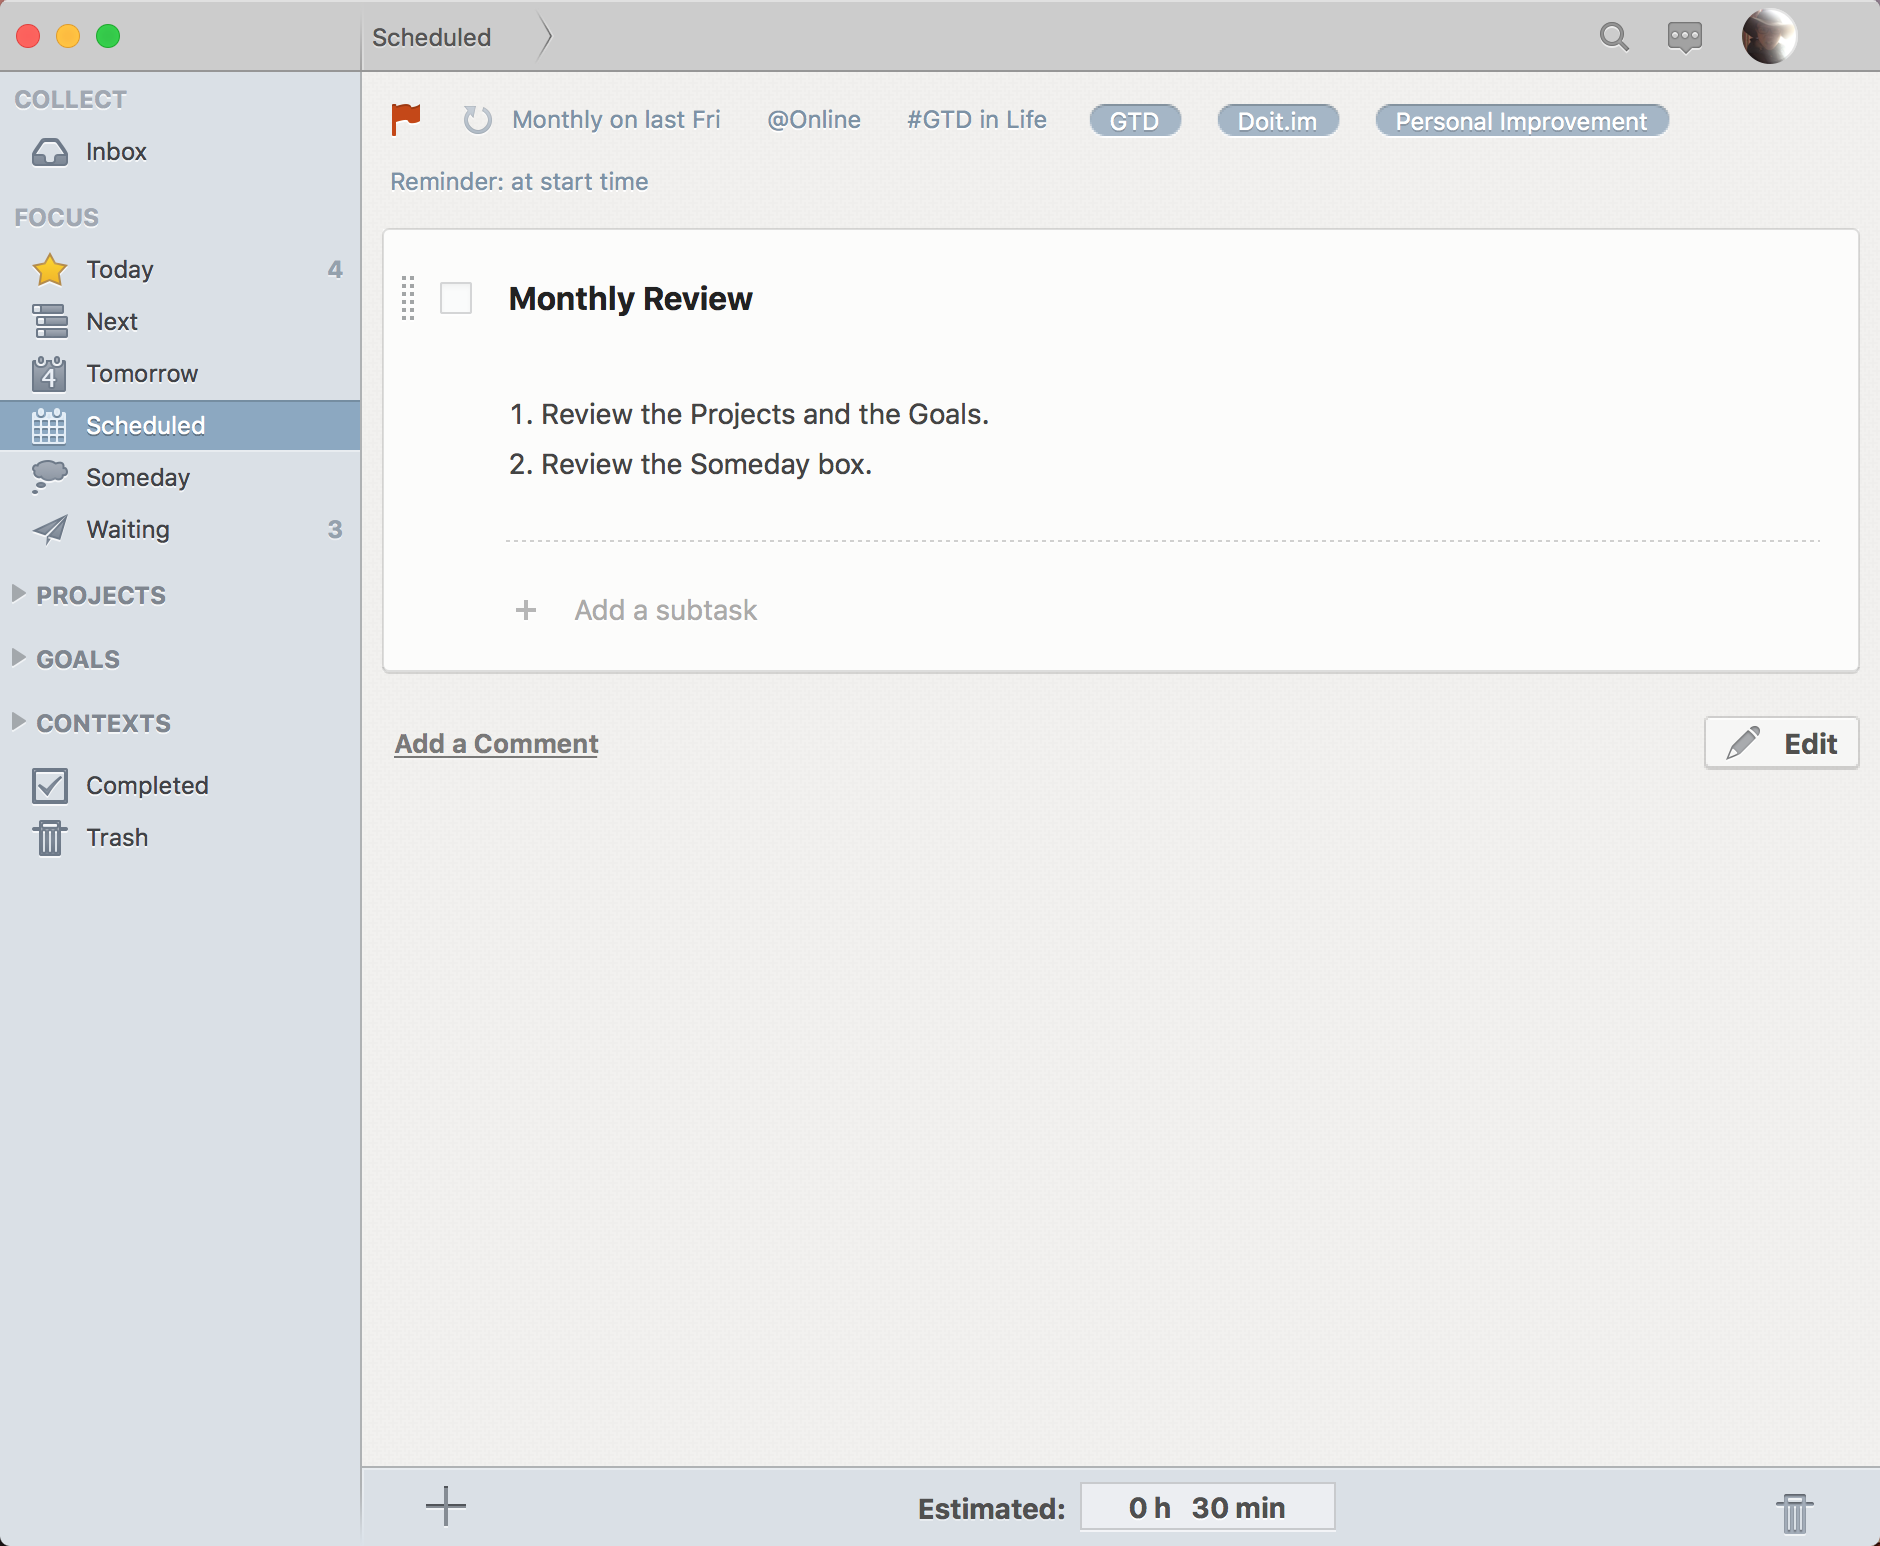 Scheduled
COLLECT
Inbox
FOCUS
Today 4
Next
4 Tomorrow
Scheduled
Someday
Waiting 3
PROJECTS
GOALS
CONTEXTS
Completed
Trash
Monthly on last Fri @Online #GTD in Life GTD Doit.im Personal Improvement
Reminder: at start time
Monthly Review
1. Review the Projects and the Goals.
2. Review the Someday box.
+ Add a subtask
Add a Comment
Edit
Estimated: 0 h 30 min